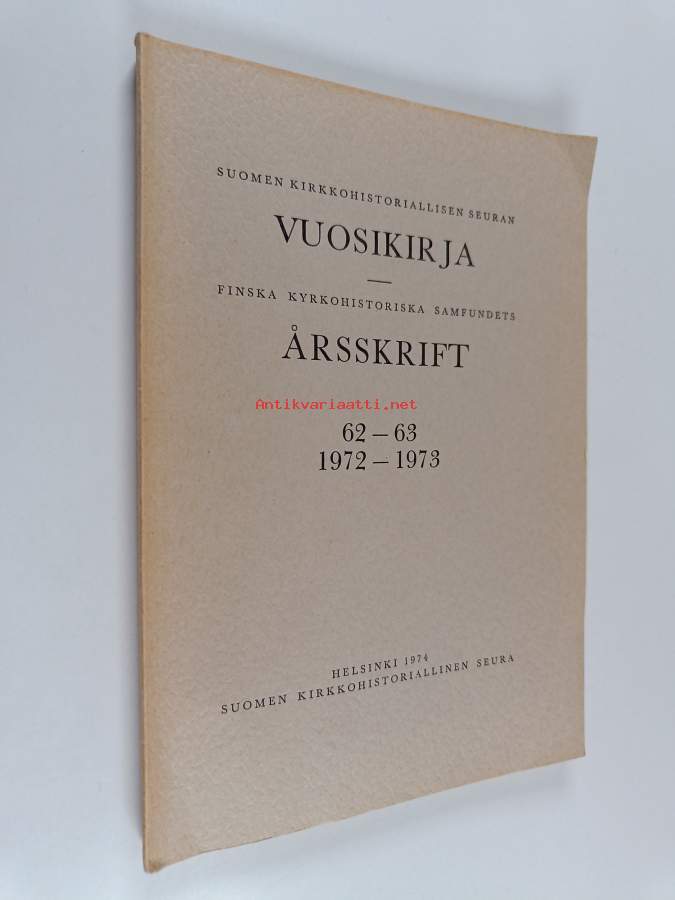 SUOMEN KIRKKOHISTORIALLISEN SEURAN
VUOSIKIRJA
FINSKA KYRKOHISTORISKA SAMFUNDETS
ÅRSSKRIFT
Antikvariaatti.net
62 – 63
1972 – 1973
HELSINKI 1974
SUOMEN KIRKKOHISTORIALLINEN SEURA